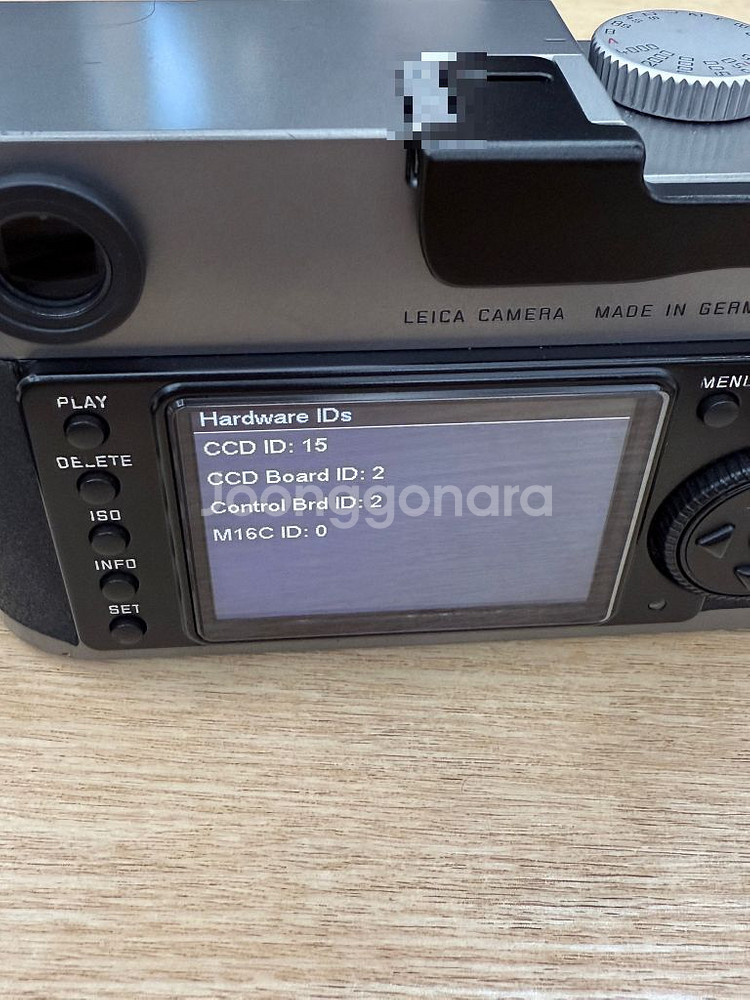 1000
LEICA CAMERA MADE IN GERM
PLAY
DELETE
ISO
INFO
SET
MENU
Hardware IDs
CCD ID: 15
CCD Board ID: 2
Control Brd ID: 2
M16C ID: 0
Joonggonara